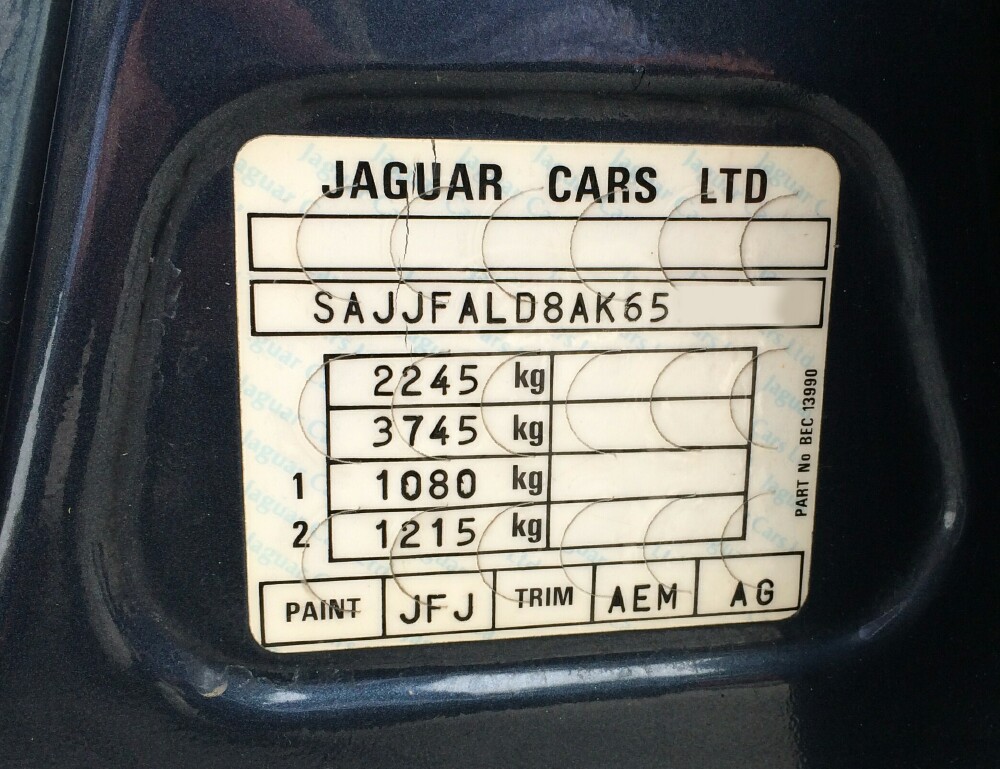 JAGUAR CARS LTD
SAJJFALD8AK65
2245 kg
3745 kg
1 1080 kg
2 1215 kg
PART No BEC 13990
PAINT JFJ TRIM AEM AG